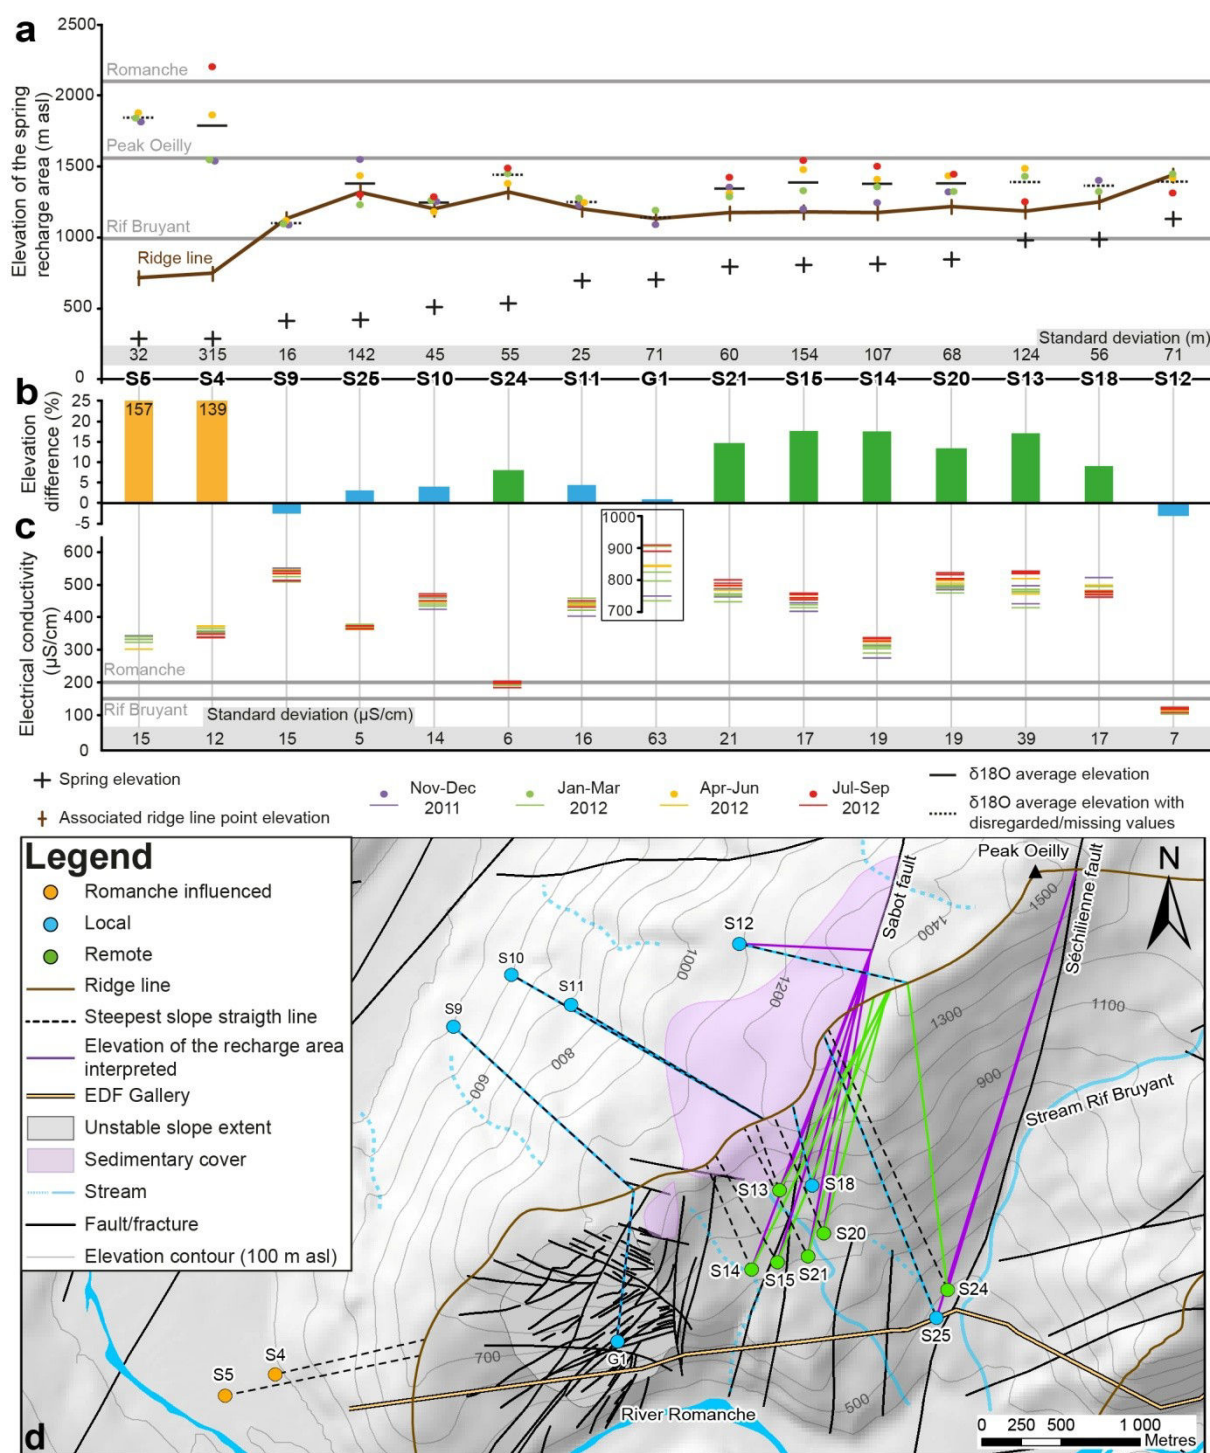 a
Elevation of the spring
recharge area (m asl)
2500
2000
1500
1000
500
0
Romanche
Peak Oeilly
Rif Bryuant
Ridge line
Standard deviation (m)
32 315 16 142 45 55 25 71 60 154 107 68 124 56 71
S5 S4 S9 S25 S10 S24 S11 G1 S21 S15 S14 S20 S13 S18 S12
b
Elevation
difference (%)
25
20
15
10
5
0
-5
157 139
c
Electrical conductivity
(µS/cm)
600
500
400
300
200
100
0
1000
900
800
700
Romanche
Rif Bruyant
Standard deviation (µS/cm)
15 12 15 5 14 6 16 63 21 17 19 19 39 17 7
Spring elevation
Associated ridge line point elevation
Nov-Dec
2011
Jan-Mar
2012
Apr-Jun
2012
Jul-Sep
2012
δ18O average elevation
δ18O average elevation with
disregarded/missing values
Legend
Romanche influenced
Local
Remote
Ridge line
Steepest slope straigth line
Elevation of the recharge area
interpreted
EDF Gallery
Unstable slope extent
Sedimentary cover
Stream
Fault/fracture
Elevation contour (100 m asl)
Peak Oeilly
N
Sabot fault
Séchilienne fault
1500
1400
S12
1000
1200
S10
S11
1300
1100
S9
800
600
900
Stream Rif Bruyant
S13
S18
S20
S14
S15
S21
S24
S25
S4
S5
700
G1
500
River Romanche
0 250 500 1 000
Metres
d